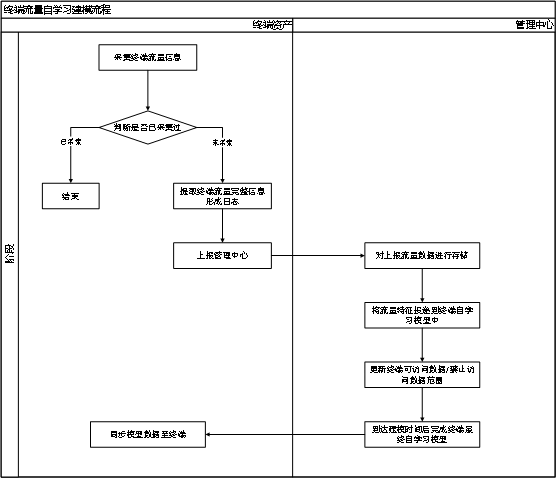 终端流量自学习建模流程
终端资产
管理中心
阶段
采集终端流量信息
判断是否已采集过
已采集
未采集
结束
提取终端流量完整信息
形成日志
上报管理中心
对上报流量数据进行存储
将流量特征投递到终端自学
习模型中
更新终端可访问数据/禁止访
问数据范围
到达建模时间后完成终端最
终自学习模型
同步模型数据至终端